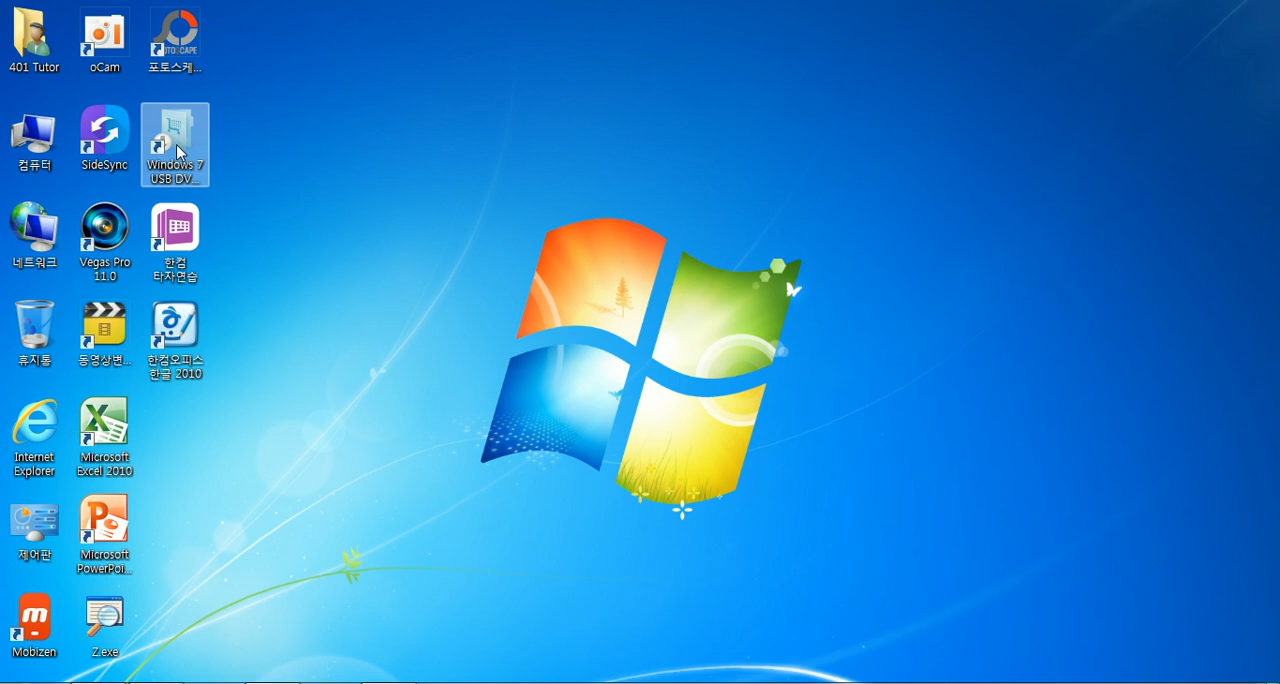 401 Tutor
oCam
OTOSCAPE
포토스케...
컴퓨터
SideSync
Windows 7
USB DV...
네트워크
Vegas Pro
11.0
한컴
타자연습
휴지통
동영상변...
한컴오피스
한글 2010
Internet
Explorer
Microsoft
Excel 2010
제어판
Microsoft
PowerPoi...
Mobizen
Z.exe